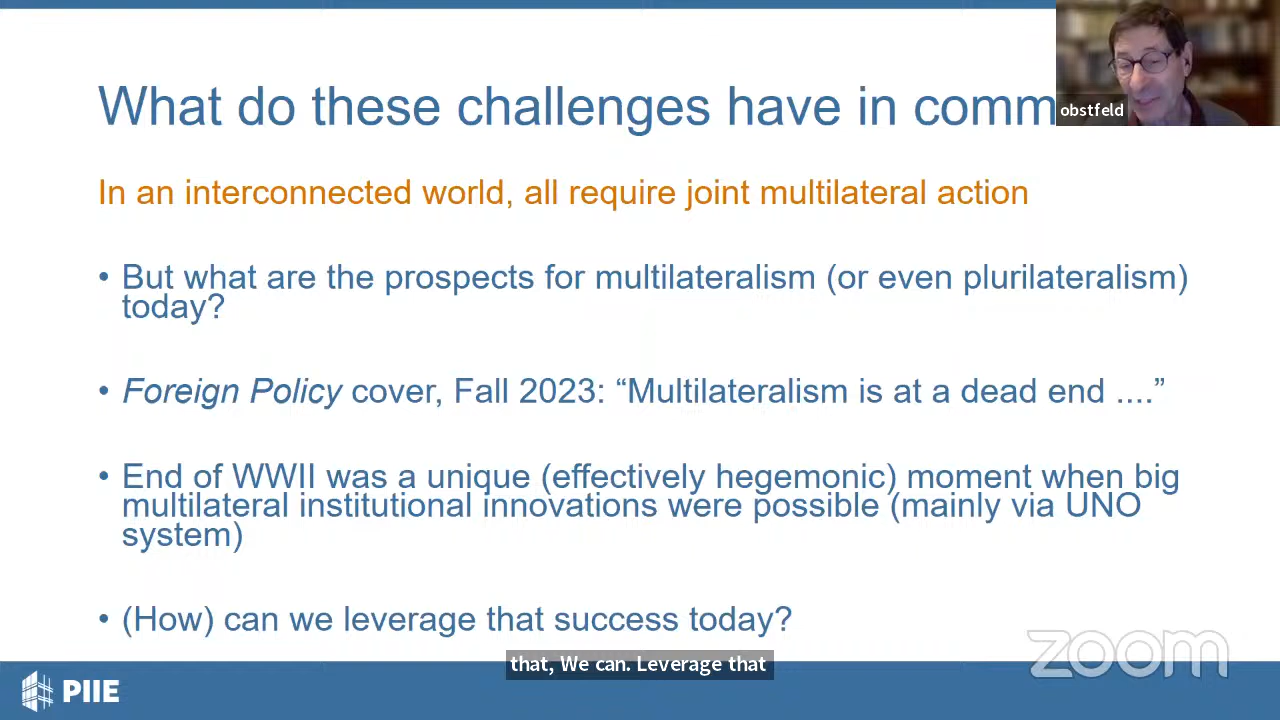 What do these challenges have in comm
obstfeld
In an interconnected world, all require joint multilateral action
• But what are the prospects for multilateralism (or even plurilateralism)
today?
• Foreign Policy cover, Fall 2023: “Multilateralism is at a dead end ....”
• End of WWII was a unique (effectively hegemonic) moment when big
multilateral institutional innovations were possible (mainly via UNO
system)
• (How) can we leverage that success today?
that, We can. Leverage that
zoom
PIIE